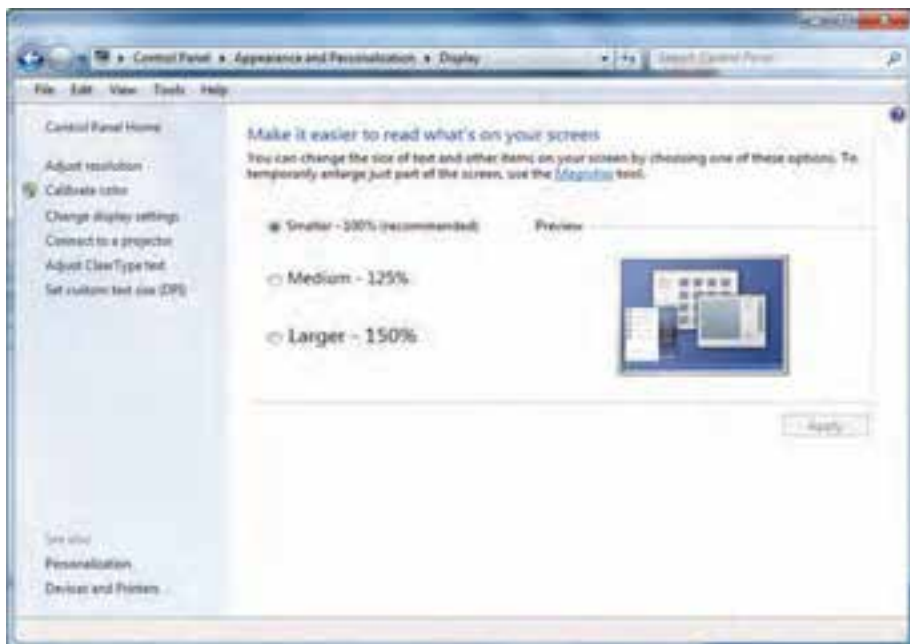 Control Panel ▸ Appearance and Personalization ▸ Display
Search Control Panel
File Edit View Tools Help
Control Panel Home
Adjust resolution
Calibrate color
Change display settings
Connect to a projector
Adjust ClearType text
Set custom text size (DPI)
See also
Personalization
Devices and Printers
Make it easier to read what's on your screen
You can change the size of text and other items on your screen by choosing one of these options. To
temporarily enlarge just part of the screen, use the Magnifier tool.
Smaller - 100% (recommended)
Preview
Medium - 125%
Larger - 150%
Apply